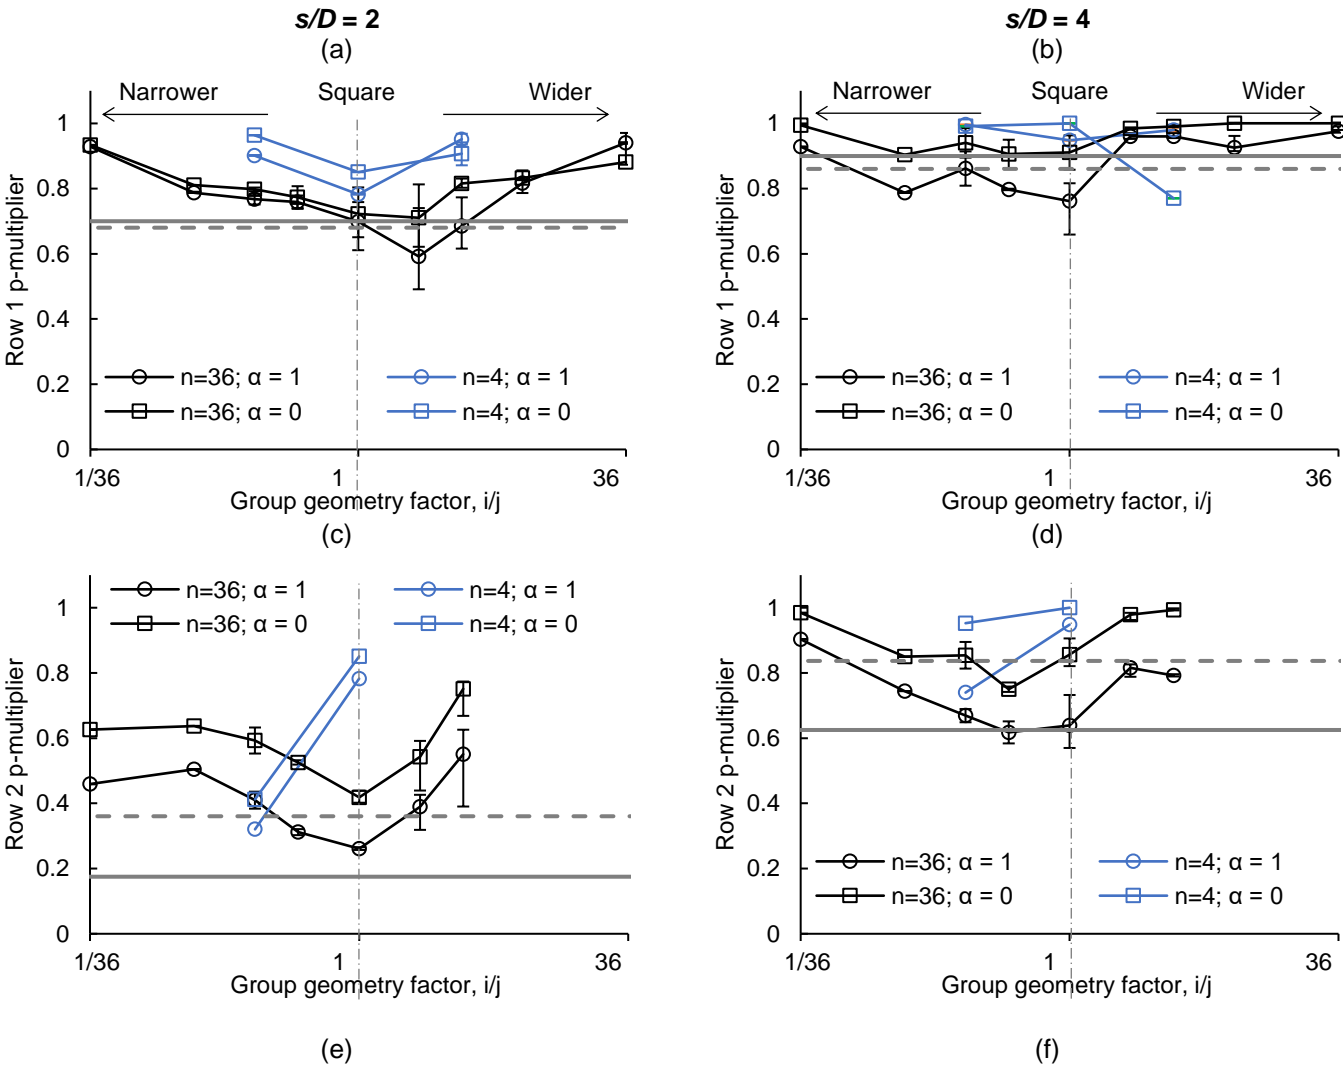 s/D = 2
(a)
Narrower
Square
Wider
1
0.8
0.6
0.4
0.2
0
Row 1 p-multiplier
n=36; α = 1
n=4; α = 1
n=36; α = 0
n=4; α = 0
1/36
1
36
Group geometry factor, i/j
s/D = 4
(b)
Narrower
Square
Wider
1
0.8
0.6
0.4
0.2
0
Row 1 p-multiplier
n=36; α = 1
n=4; α = 1
n=36; α = 0
n=4; α = 0
1/36
1
36
Group geometry factor, i/j
(c)
n=36; α = 1
n=4; α = 1
n=36; α = 0
n=4; α = 0
1
0.8
0.6
0.4
0.2
0
Row 2 p-multiplier
1/36
1
36
Group geometry factor, i/j
(d)
1
0.8
0.6
0.4
0.2
0
Row 2 p-multiplier
n=36; α = 1
n=4; α = 1
n=36; α = 0
n=4; α = 0
1/36
1
36
Group geometry factor, i/j
(e)
(f)